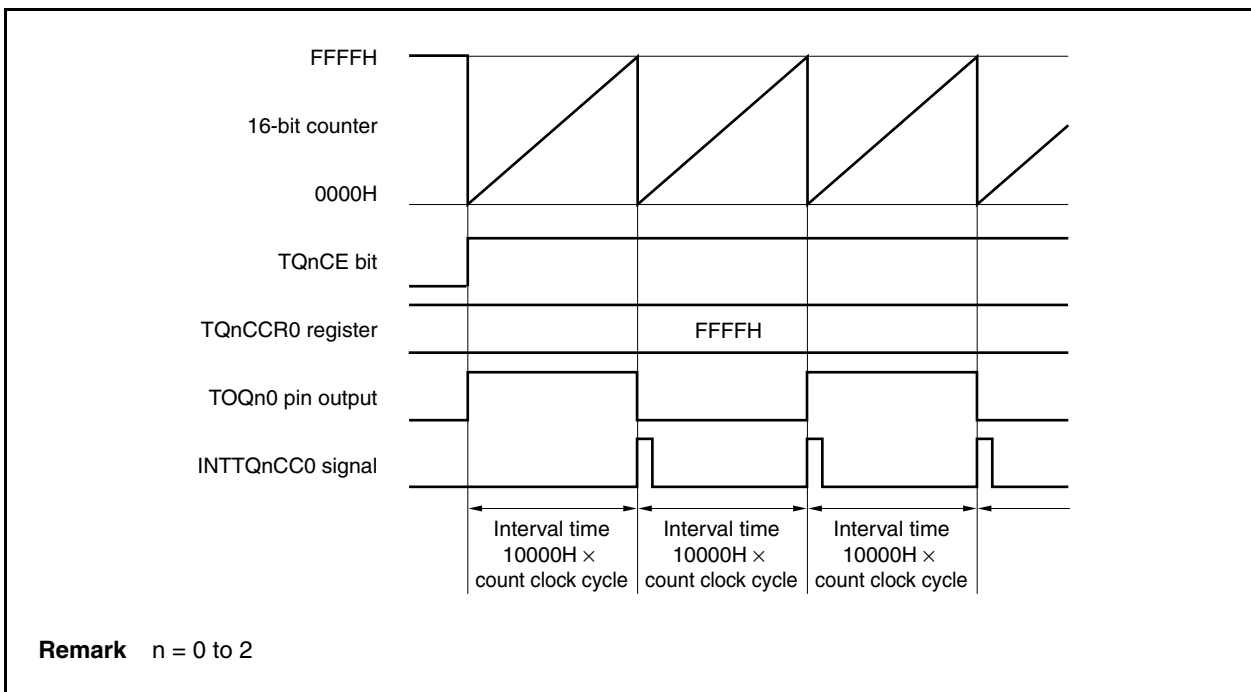 FFFFH
16-bit counter
0000H
TQnCE bit
TQnCCR0 register
FFFFH
TOQn0 pin output
INTTQnCC0 signal
Interval time
10000H ×
count clock cycle
Interval time
10000H ×
count clock cycle
Interval time
10000H ×
count clock cycle
Remark n = 0 to 2